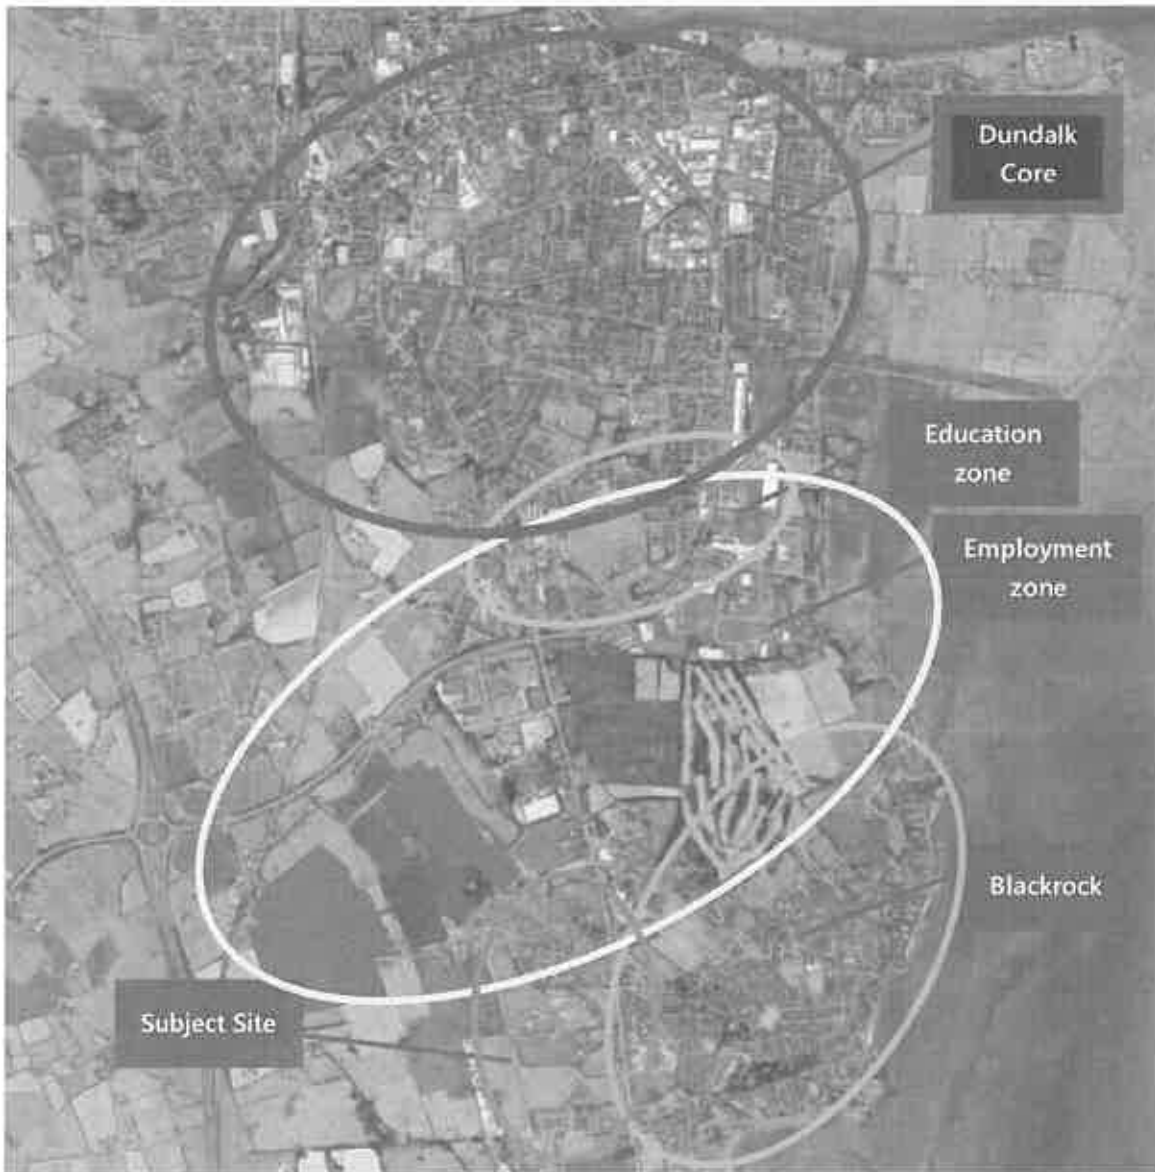 Dundalk
Core
Education
zone
Employment
zone
Blackrock
Subject Site